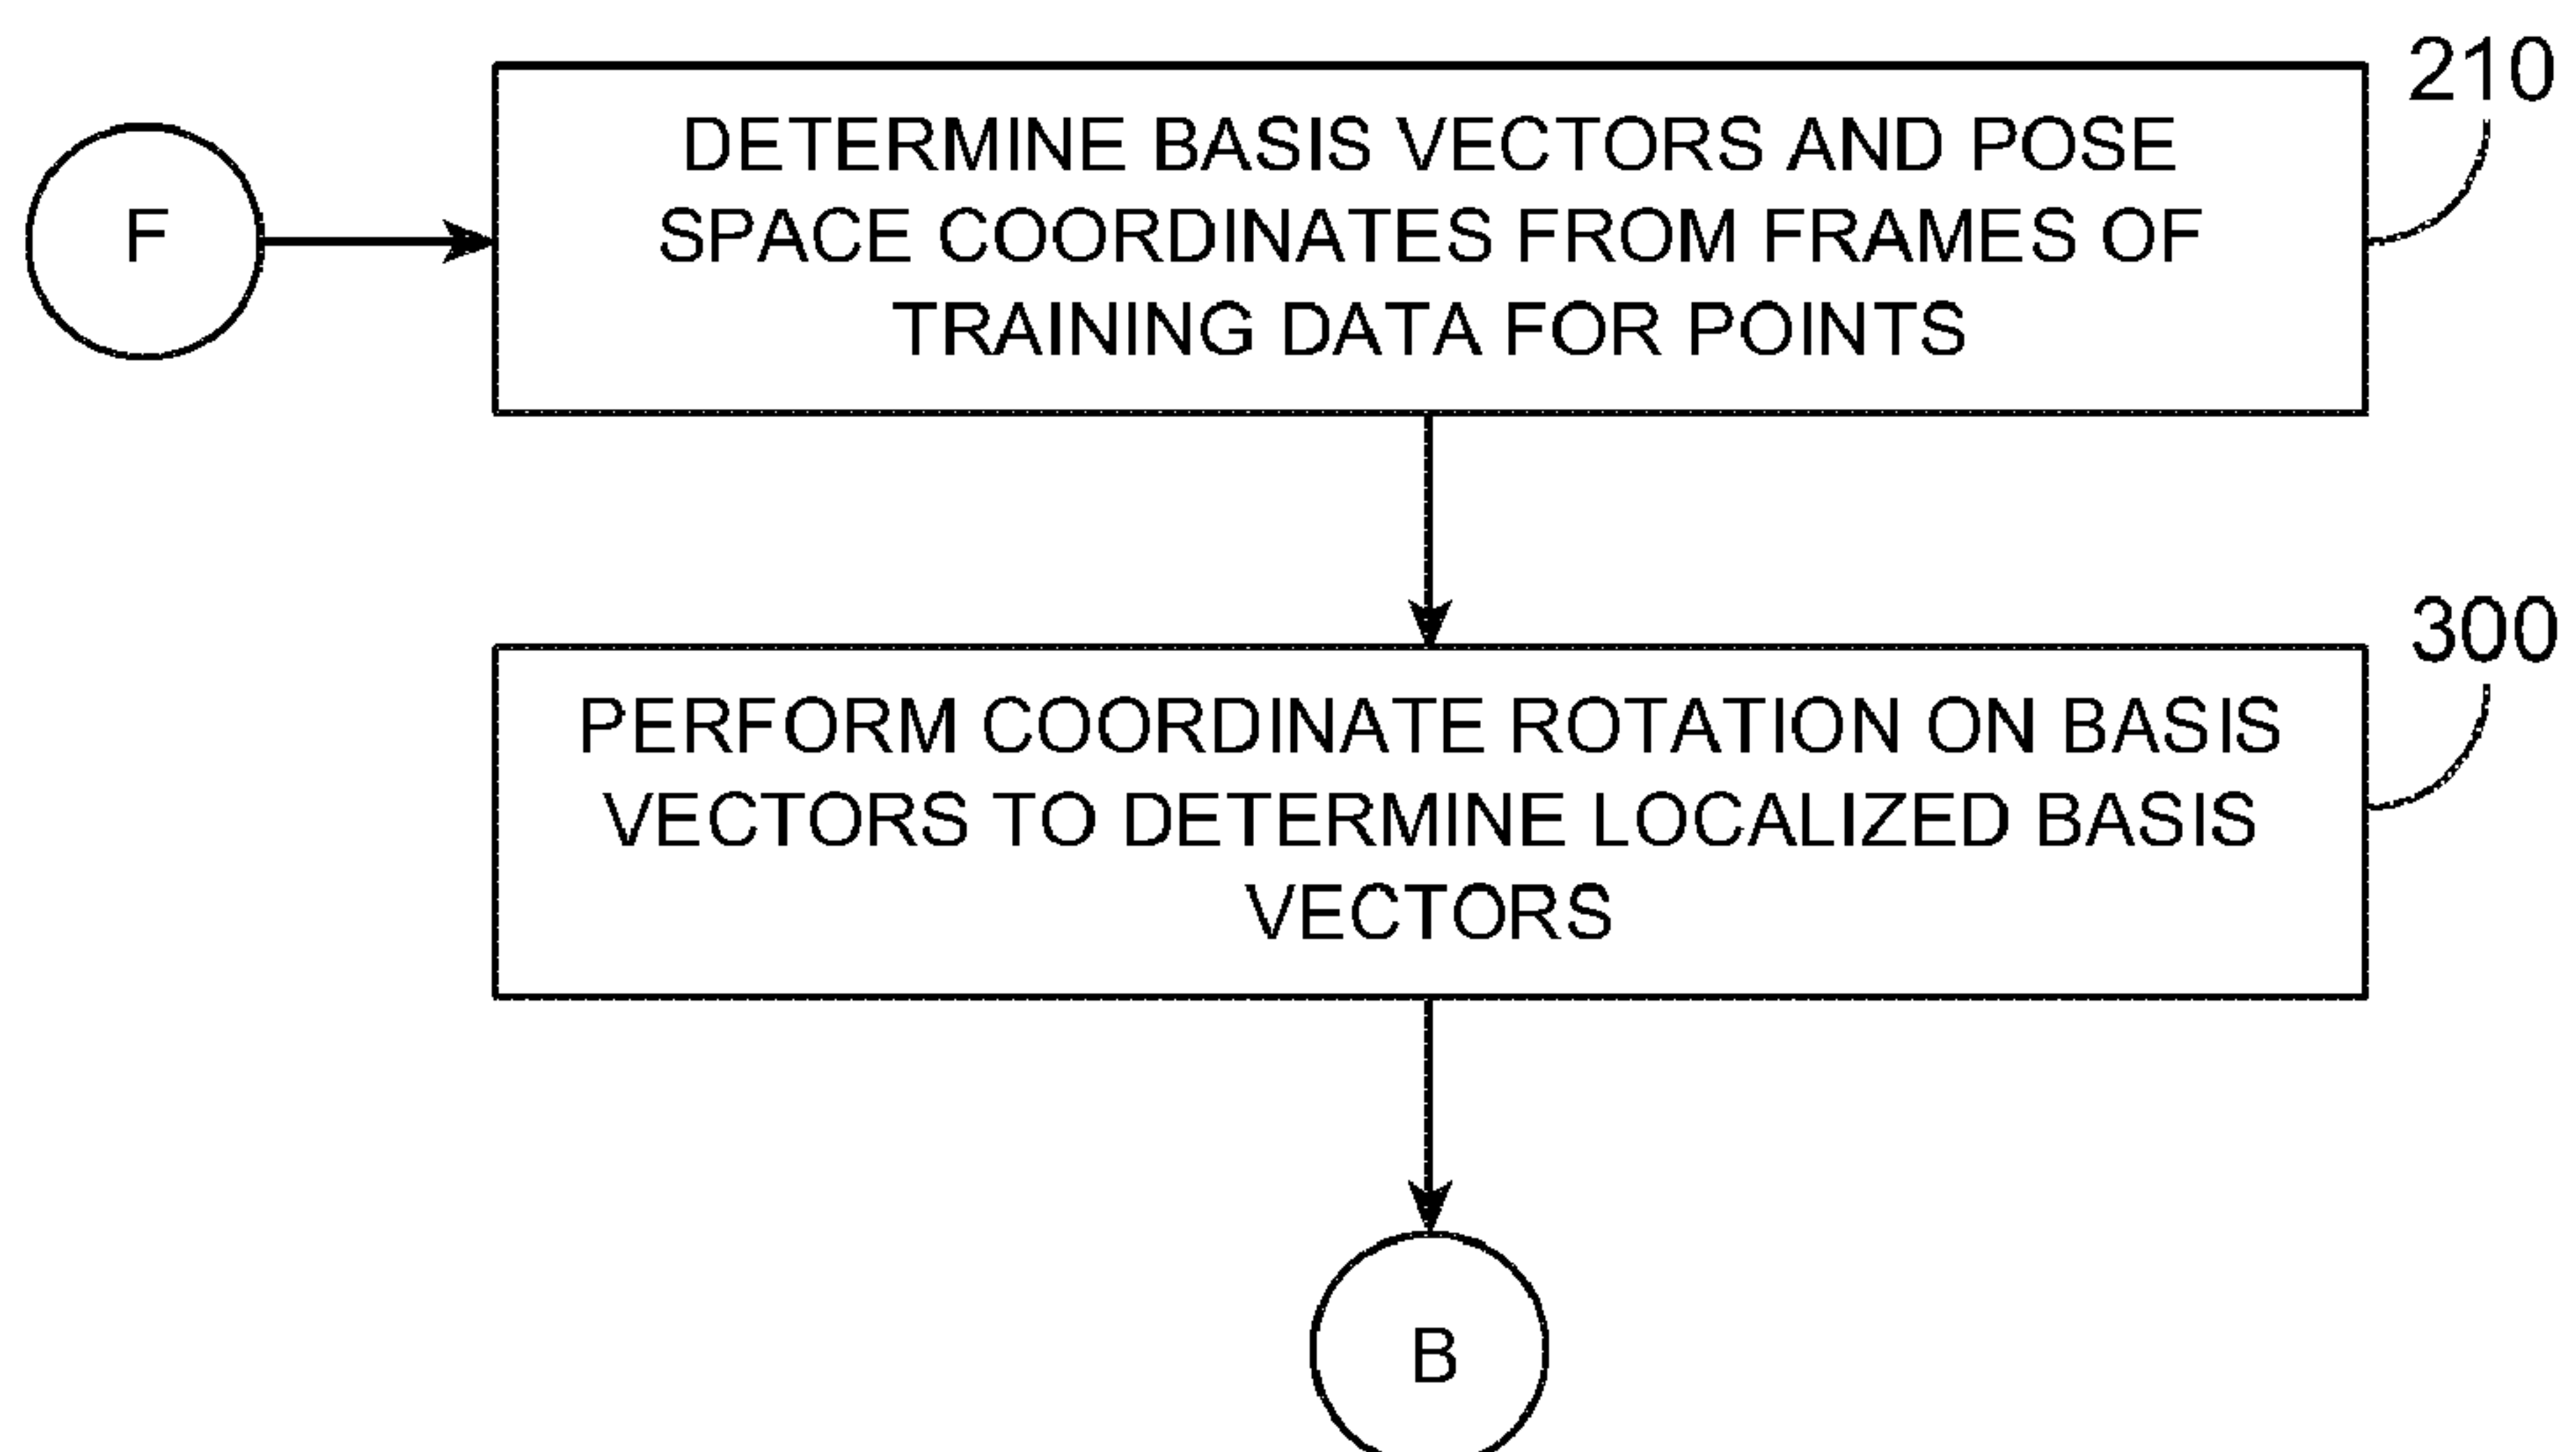 210
DETERMINE BASIS VECTORS AND POSE
SPACE COORDINATES FROM FRAMES OF
TRAINING DATA FOR POINTS
F
300
PERFORM COORDINATE ROTATION ON BASIS
VECTORS TO DETERMINE LOCALIZED BASIS
VECTORS
B